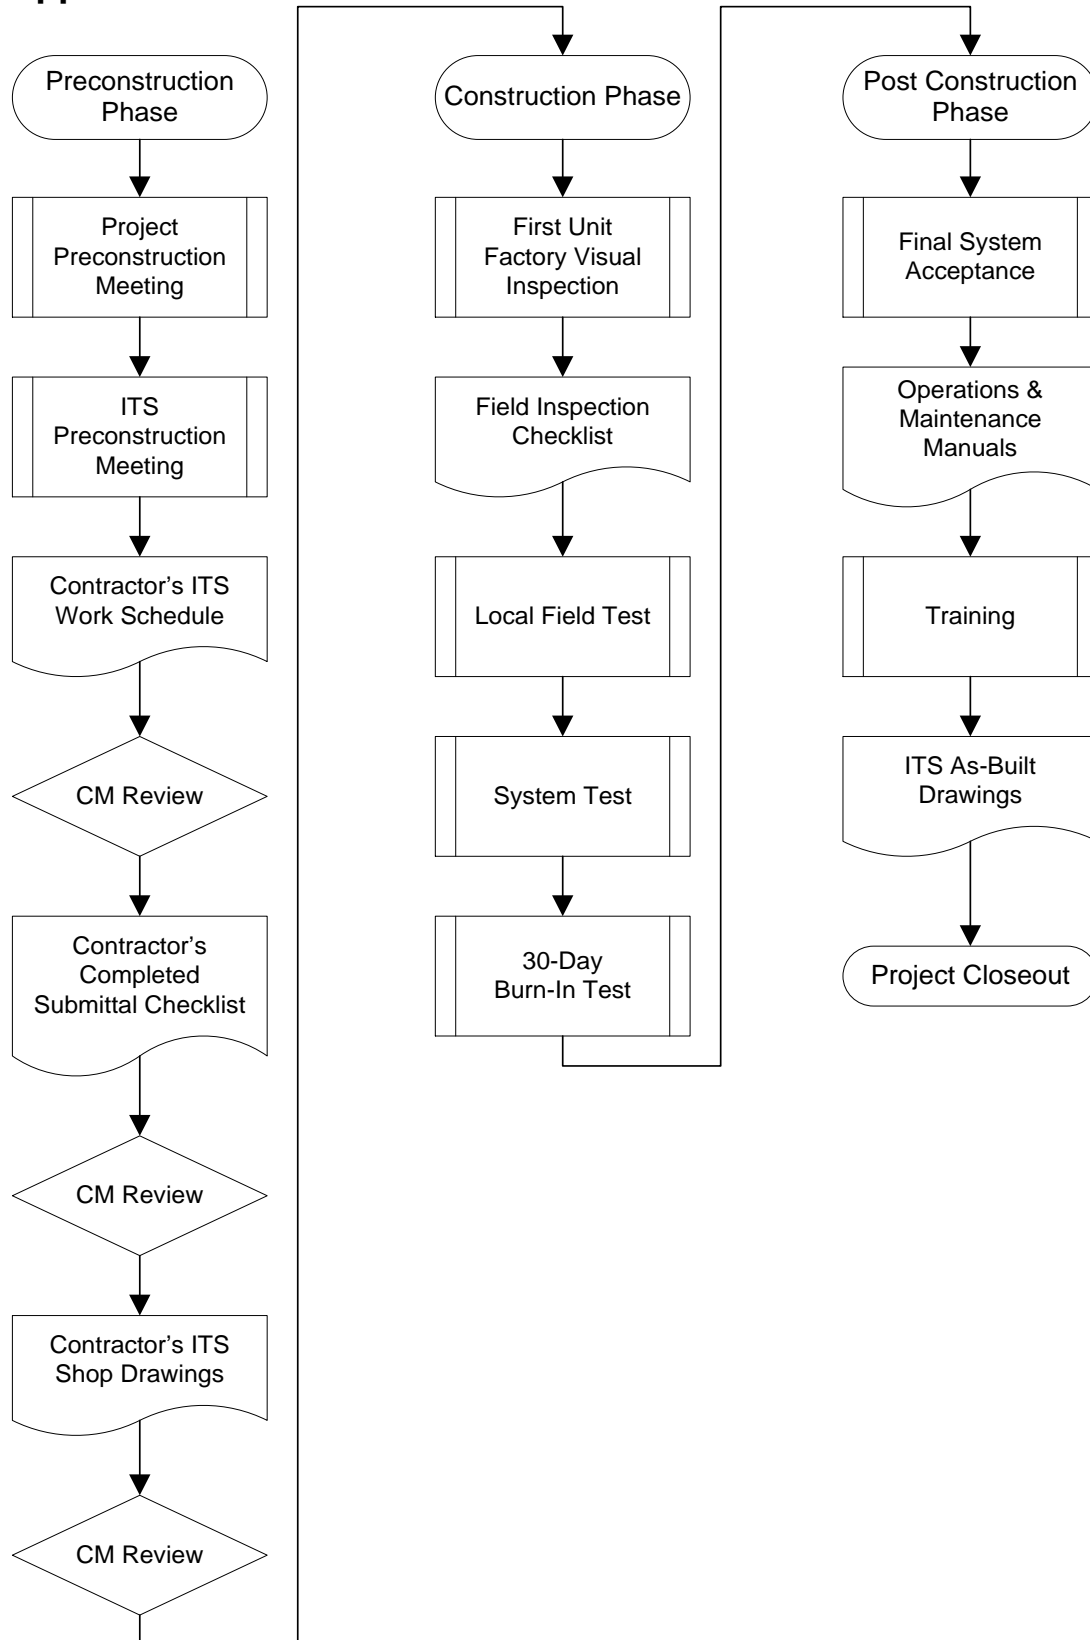 Preconstruction
Phase
Project
Preconstruction
Meeting
ITS
Preconstruction
Meeting
Contractor's ITS
Work Schedule
CM Review
Contractor's
Completed
Submittal Checklist
CM Review
Contractor's ITS
Shop Drawings
CM Review
Construction Phase
First Unit
Factory Visual
Inspection
Field Inspection
Checklist
Local Field Test
System Test
30-Day
Burn-In Test
Post Construction
Phase
Final System
Acceptance
Operations &
Maintenance
Manuals
Training
ITS As-Built
Drawings
Project Closeout